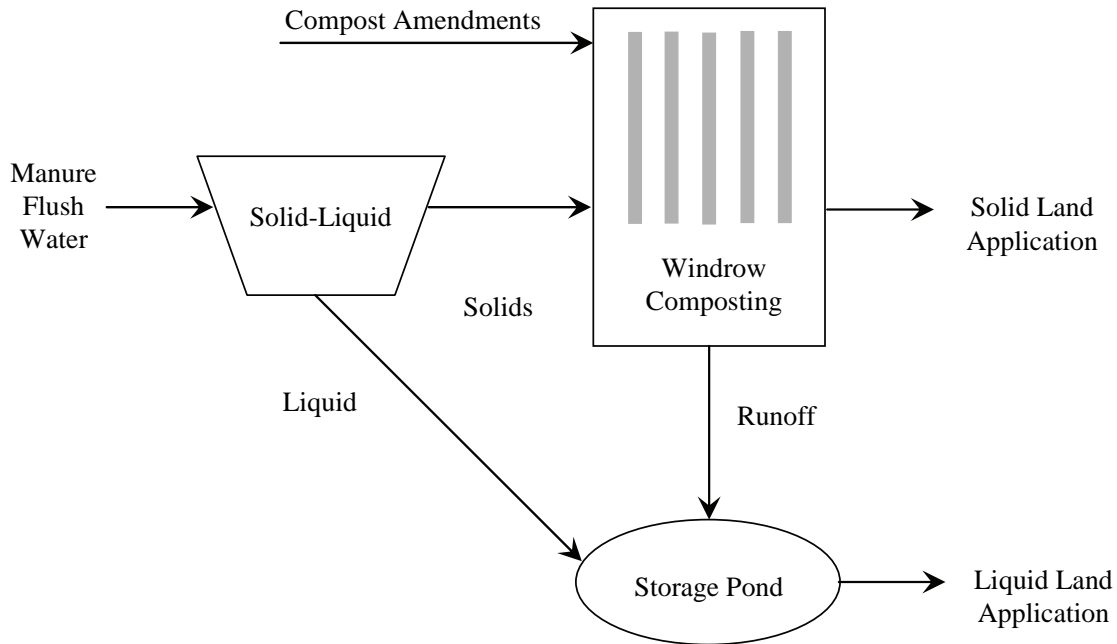 Compost Amendments
Manure
Flush
Water
Solid-Liquid
Solids
Windrow
Composting
Solid Land
Application
Liquid
Runoff
Storage Pond
Liquid Land
Application